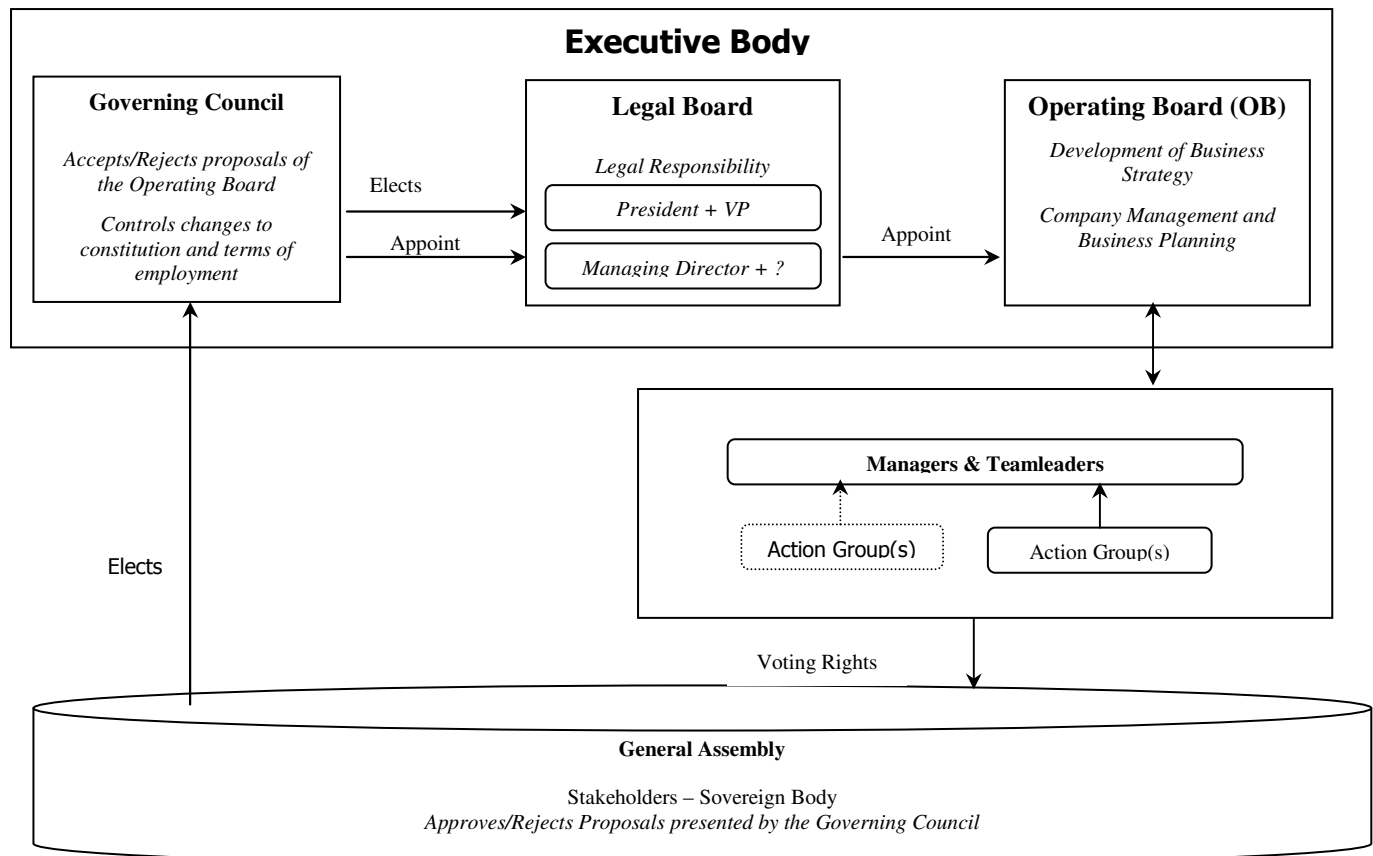 Executive Body
Governing Council
Accepts/Rejects proposals of
the Operating Board
Controls changes to
constitution and terms of
employment
Elects
Appoint
Legal Board
Legal Responsibility
President + VP
Managing Director + ?
Appoint
Operating Board (OB)
Development of Business
Strategy
Company Management and
Business Planning
Managers & Teamleaders
Action Group(s)
Action Group(s)
Elects
Voting Rights
General Assembly
Stakeholders – Sovereign Body
Approves/Rejects Proposals presented by the Governing Council